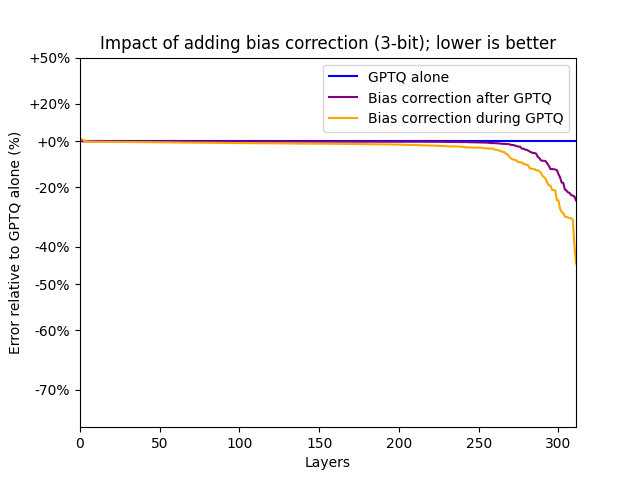 Impact of adding bias correction (3-bit); lower is better
GPTQ alone
Bias correction after GPTQ
Bias correction during GPTQ
Error relative to GPTQ alone (%)
+50%
+20%
+0%
-20%
-40%
-50%
-60%
-70%
0 50 100 150 200 250 300
Layers